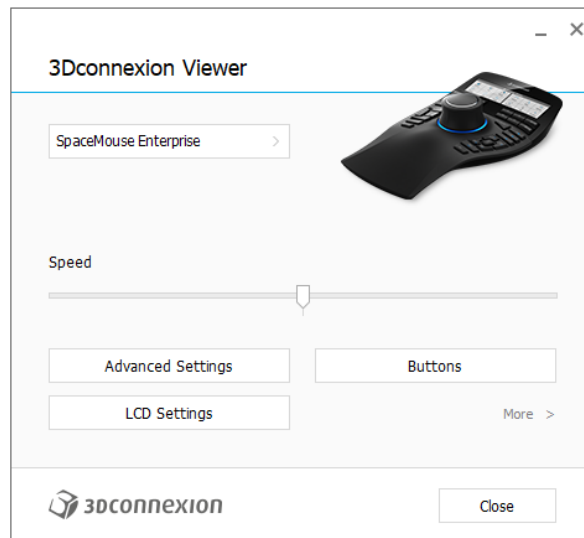 3Dconnexion Viewer
SpaceMouse Enterprise
Speed
Advanced Settings
Buttons
LCD Settings
More >
3Dconnexion
Close